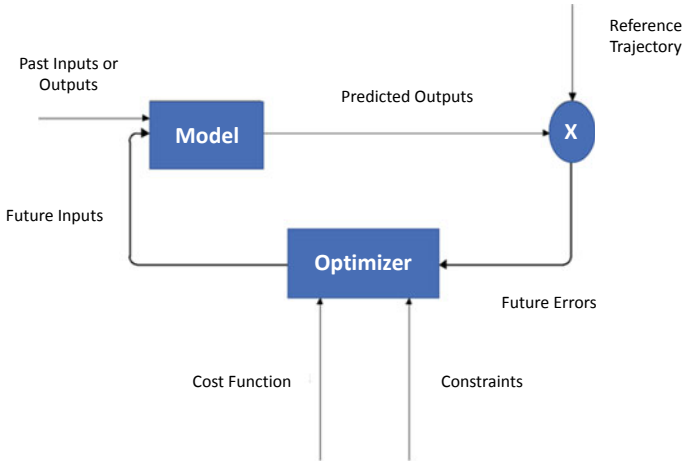 Reference
Trajectory
Past Inputs or
Outputs
Predicted Outputs
Model
X
Future Inputs
Optimizer
Future Errors
Cost Function
Constraints